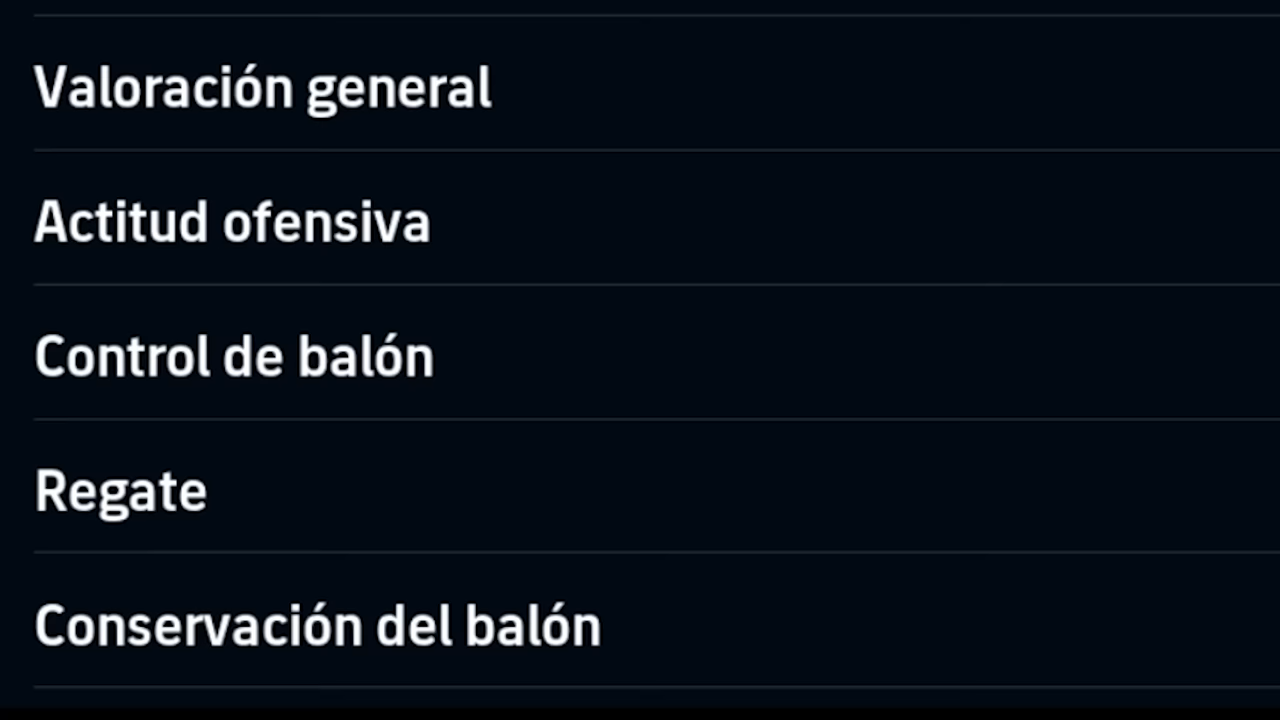 Valoración general
Actitud ofensiva
Control de balón
Regate
Conservación del balón